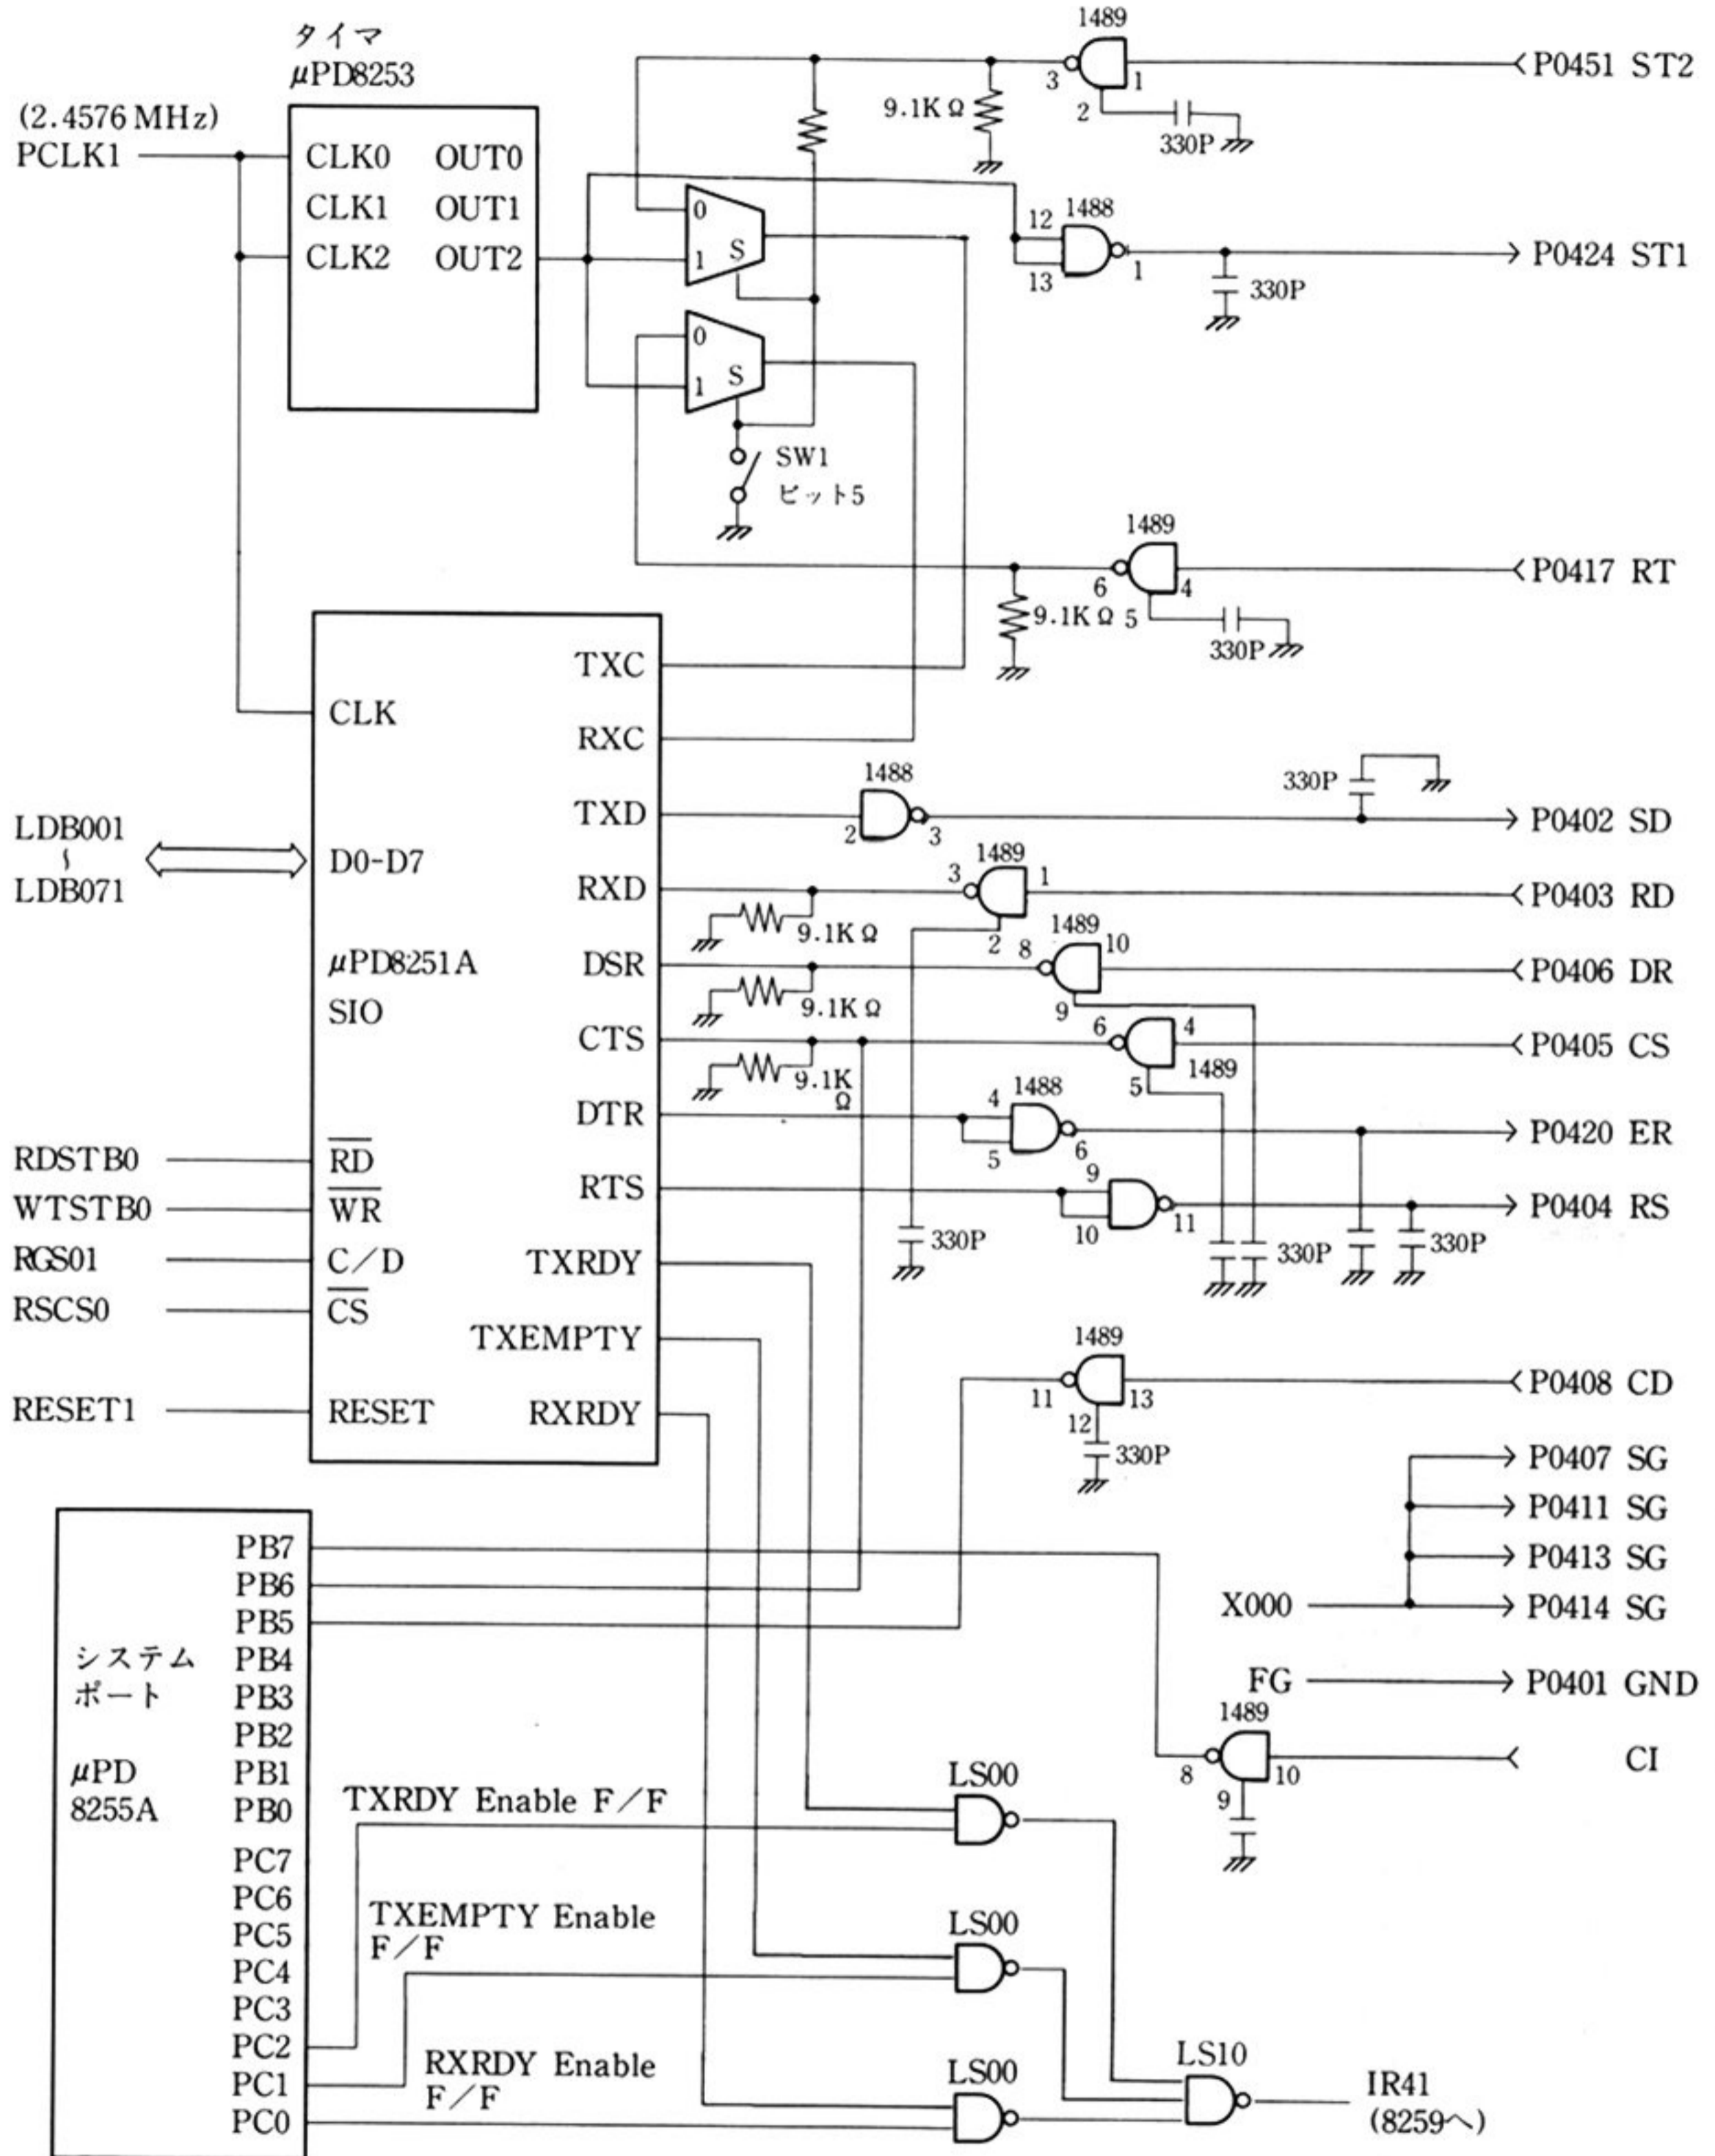 タイマ
μPD8253
(2.4576 MHz)
PCLK1
CLK0 OUT0
CLK1 OUT1
CLK2 OUT2
1489
3
1
2
9.1KΩ
330P
P0451 ST2
0
1
S
12
1488
13
1
330P
P0424 ST1
0
1
S
SW1
ビット5
1489
6
4
5
9.1KΩ
330P
P0417 RT
TXC
CLK
RXC
1488
TXD
2
3
330P
P0402 SD
LDB001
〜
LDB071
D0-D7
RXD
1489
3
1
2
9.1KΩ
P0403 RD
μPD8251A
SIO
DSR
1489
8
10
9
9.1KΩ
P0406 DR
CTS
6
4
1489
5
9.1K
Ω
P0405 CS
DTR
1488
4
5
6
P0420 ER
RDSTB0
RD
RTS
9
10
11
P0404 RS
WTSTB0
WR
RGS01
C/D
TXRDY
330P
330P
330P
RSCS0
CS
TXEMPTY
1489
11
13
12
330P
P0408 CD
RESET1
RESET
RXRDY
P0407 SG
P0411 SG
P0413 SG
X000
P0414 SG
FG
P0401 GND
1489
8
10
9
CI
PB7
PB6
PB5
システム
ポート
PB4
PB3
PB2
μPD
8255A
PB1
PB0
PC7
PC6
PC5
PC4
PC3
PC2
PC1
PC0
TXRDY Enable F/F
LS00
TXEMPTY Enable
F/F
LS00
RXRDY Enable
F/F
LS00
LS10
IR41
(8259へ)